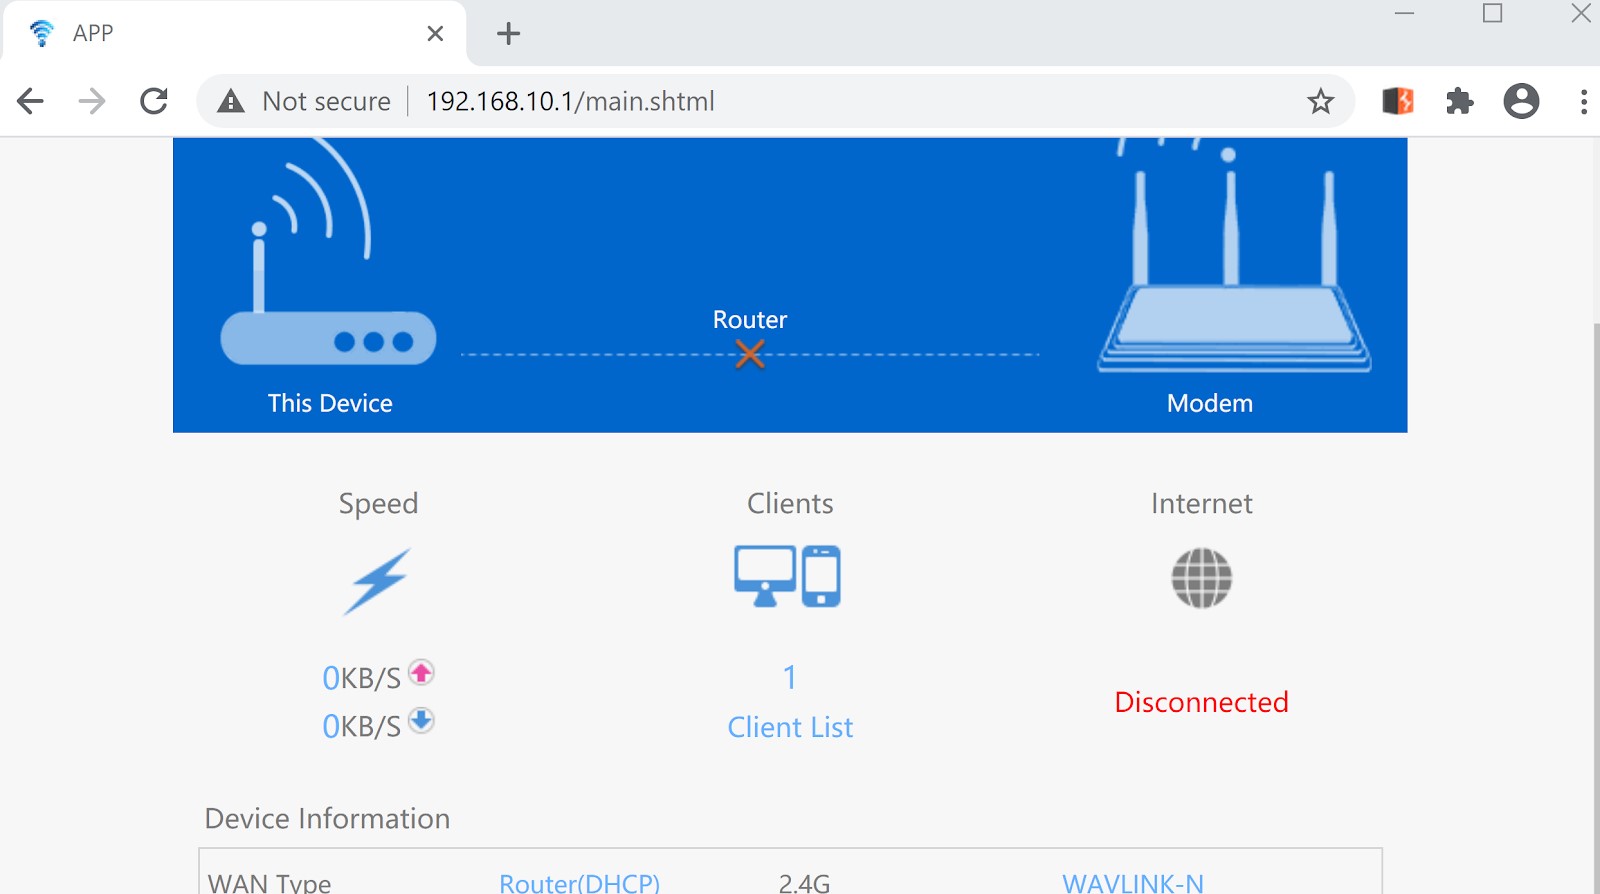 APP
Not secure 192.168.10.1/main.shtml
Router
This Device
Modem
Speed Clients Internet
0KB/S 1
Disconnected
0KB/S Client List
Device Information
WAN Type Router(DHCP) 2.4G WAVLINK-N